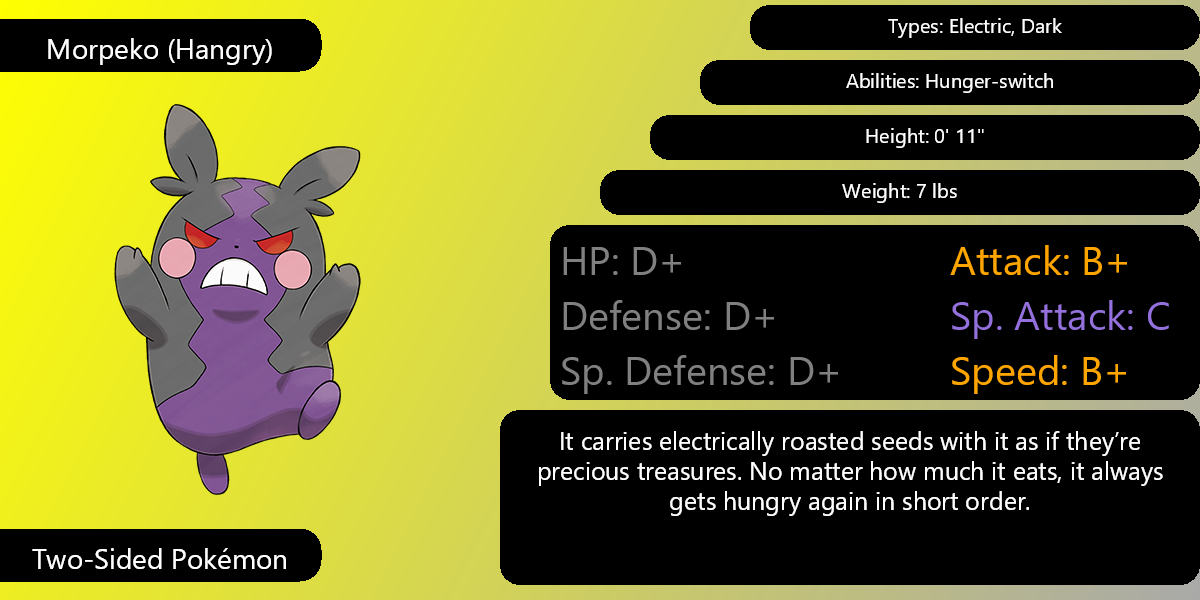 Morpeko (Hangry)
Types: Electric, Dark
Abilities: Hunger-switch
Height: 0' 11"
Weight: 7 lbs
HP: D+
Attack: B+
Defense: D+
Sp. Attack: C
Sp. Defense: D+
Speed: B+
It carries electrically roasted seeds with it as if they’re
precious treasures. No matter how much it eats, it always
gets hungry again in short order.
Two-Sided Pokémon